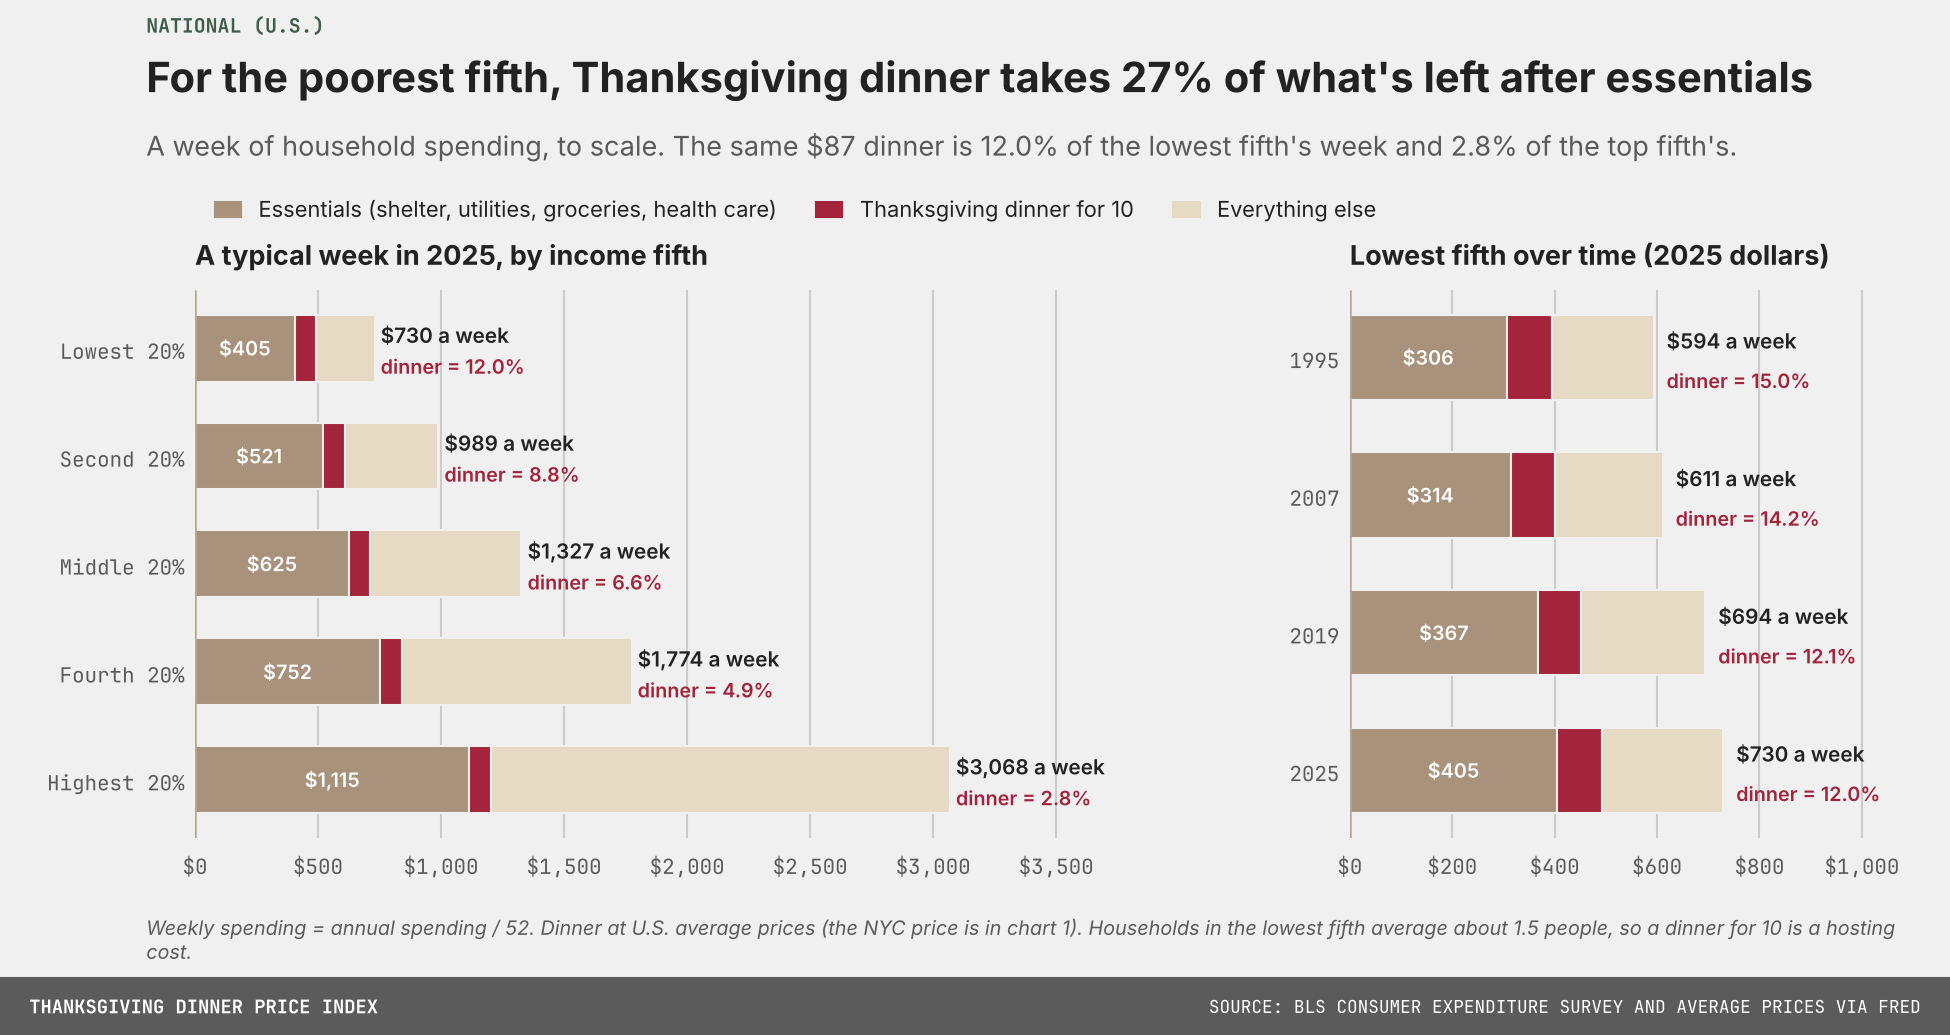 NATIONAL (U.S.)
For the poorest fifth, Thanksgiving dinner takes 27% of what's left after essentials
A week of household spending, to scale. The same $87 dinner is 12.0% of the lowest fifth's week and 2.8% of the top fifth's.
Essentials (shelter, utilities, groceries, health care)
Thanksgiving dinner for 10
Everything else
A typical week in 2025, by income fifth
Lowest 20%
$405
$730 a week
dinner = 12.0%
Second 20%
$521
$989 a week
dinner = 8.8%
Middle 20%
$625
$1,327 a week
dinner = 6.6%
Fourth 20%
$752
$1,774 a week
dinner = 4.9%
Highest 20%
$1,115
$3,068 a week
dinner = 2.8%
$0
$500
$1,000
$1,500
$2,000
$2,500
$3,000
$3,500
Lowest fifth over time (2025 dollars)
1995
$306
$594 a week
dinner = 15.0%
2007
$314
$611 a week
dinner = 14.2%
2019
$367
$694 a week
dinner = 12.1%
2025
$405
$730 a week
dinner = 12.0%
$0
$200
$400
$600
$800
$1,000
Weekly spending = annual spending / 52. Dinner at U.S. average prices (the NYC price is in chart 1). Households in the lowest fifth average about 1.5 people, so a dinner for 10 is a hosting
cost.
THANKSGIVING DINNER PRICE INDEX
SOURCE: BLS CONSUMER EXPENDITURE SURVEY AND AVERAGE PRICES VIA FRED